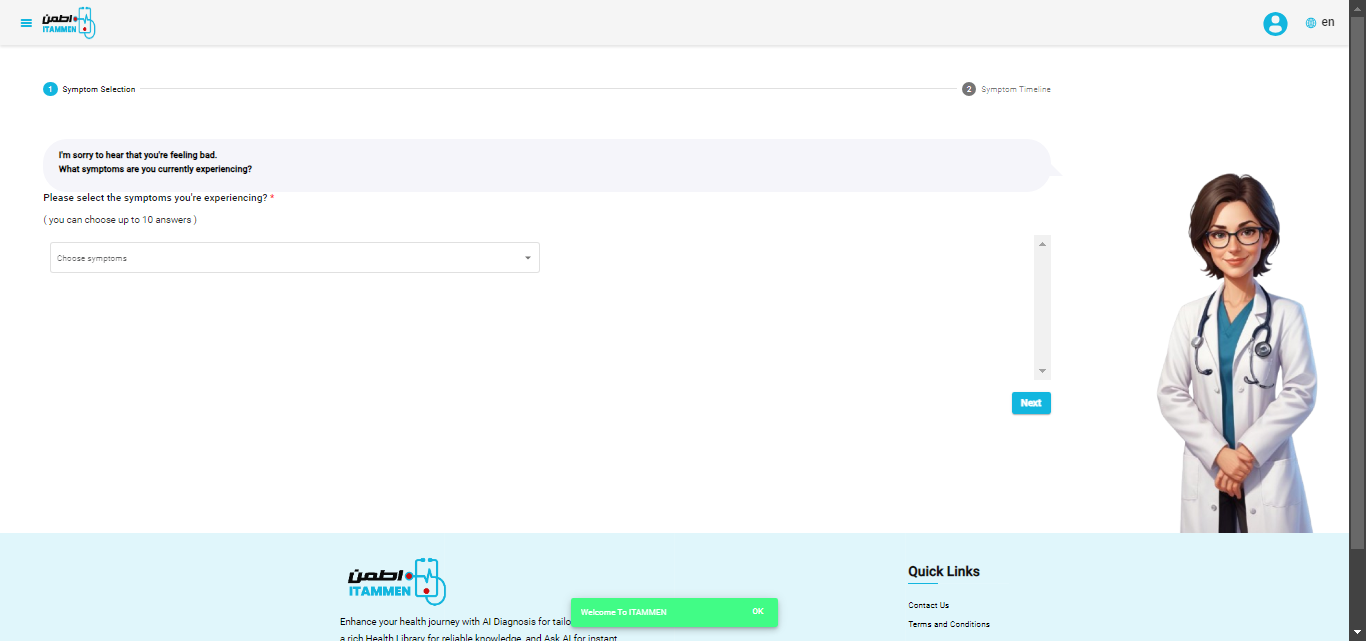 اطمن
ITAMMEN
en
1 Symptom Selection
2 Symptom Timeline
I'm sorry to hear that you're feeling bad.
What symptoms are you currently experiencing?
Please select the symptoms you're experiencing? *
( you can choose up to 10 answers )
Choose symptoms
Next
اطمن
ITAMMEN
Enhance your health journey with AI Diagnosis for tailo
a rich Health Library for reliable knowledge, and Ask AI for instant
Welcome To ITAMMEN OK
Quick Links
Contact Us
Terms and Conditions